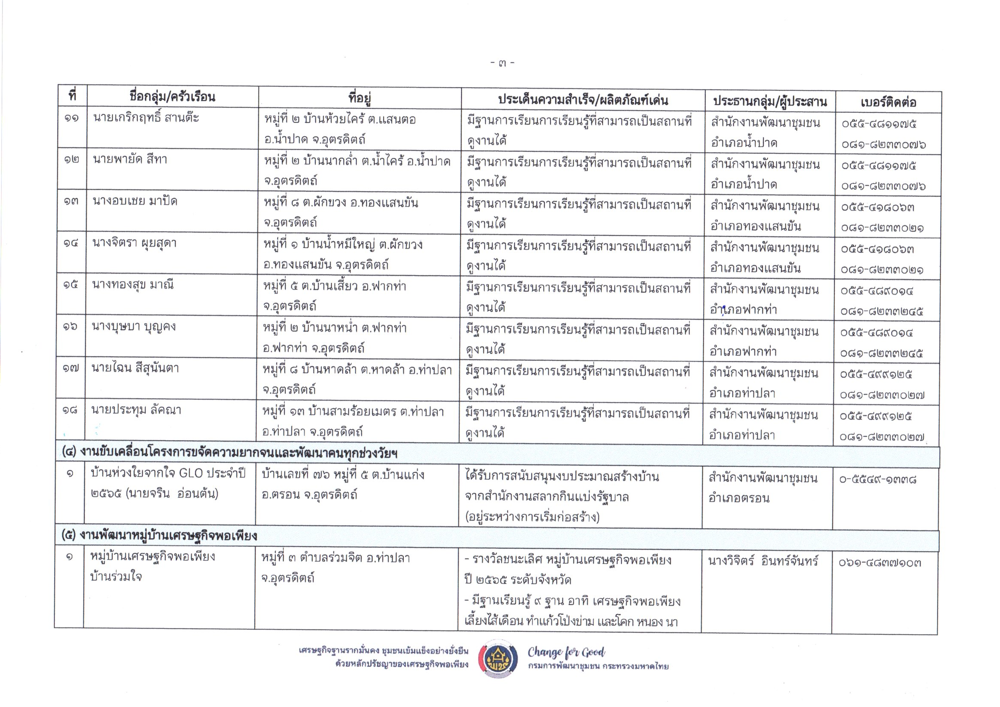 - ๓ -
ที่ ชื่อกลุ่ม/ครัวเรือน ที่อยู่ ประเด็นความสำเร็จ/ผลิตภัณฑ์เด่น ประธานกลุ่ม/ผู้ประสาน เบอร์ติดต่อ
๑๑ นายเกริกฤทธิ์ สานต๊ะ หมู่ที่ ๒ บ้านห้วยไคร้ ต.แสนตอ มีฐานการเรียนการเรียนรู้ที่สามารถเป็นสถานที่ สำนักงานพัฒนาชุมชน ๐๕๕-๔๘๑๑๗๕
อ.น้ำปาด จ.อุตรดิตถ์ ดูงานได้ อำเภอน้ำปาด ๐๘๑-๘๒๓๓๐๗๖
๑๒ นายพายัด สีทา หมู่ที่ ๒ บ้านนากล่ำ ต.น้ำไคร้ อ.น้ำปาด มีฐานการเรียนการเรียนรู้ที่สามารถเป็นสถานที่ สำนักงานพัฒนาชุมชน ๐๕๕-๔๘๑๑๗๕
จ.อุตรดิตถ์ ดูงานได้ อำเภอน้ำปาด ๐๘๑-๘๒๓๓๐๗๖
๑๓ นางอบเชย มาปัด หมู่ที่ ๘ ต.ผักขวง อ.ทองแสนขัน มีฐานการเรียนการเรียนรู้ที่สามารถเป็นสถานที่ สำนักงานพัฒนาชุมชน ๐๕๕-๔๑๘๐๖๓
จ.อุตรดิตถ์ ดูงานได้ อำเภอทองแสนขัน ๐๘๑-๘๒๓๓๐๒๑
๑๔ นางจิตรา ผุยสุดา หมู่ที่ ๑ บ้านน้ำหมีใหญ่ ต.ผักขวง มีฐานการเรียนการเรียนรู้ที่สามารถเป็นสถานที่ สำนักงานพัฒนาชุมชน ๐๕๕-๔๑๘๐๖๓
อ.ทองแสนขัน จ.อุตรดิตถ์ ดูงานได้ อำเภอทองแสนขัน ๐๘๑-๘๒๓๓๐๒๑
๑๕ นางทองสุข มาณี หมู่ที่ ๕ ต.บ้านเสี้ยว อ.ฟากท่า มีฐานการเรียนการเรียนรู้ที่สามารถเป็นสถานที่ สำนักงานพัฒนาชุมชน ๐๕๕-๔๘๙๐๑๔
จ.อุตรดิตถ์ ดูงานได้ อำเภอฟากท่า ๐๘๑-๘๒๓๓๒๔๕
๑๖ นางบุษบา บุญคง หมู่ที่ ๒ บ้านนาหน่ำ ต.ฟากท่า มีฐานการเรียนการเรียนรู้ที่สามารถเป็นสถานที่ สำนักงานพัฒนาชุมชน ๐๕๕-๔๘๙๐๑๔
อ.ฟากท่า จ.อุตรดิตถ์ ดูงานได้ อำเภอฟากท่า ๐๘๑-๘๒๓๓๒๔๕
๑๗ นายไฉน สีสุนันตา หมู่ที่ ๘ บ้านหาดล้า ต.หาดล้า อ.ท่าปลา มีฐานการเรียนการเรียนรู้ที่สามารถเป็นสถานที่ สำนักงานพัฒนาชุมชน ๐๕๕-๔๙๙๑๒๕
จ.อุตรดิตถ์ ดูงานได้ อำเภอท่าปลา ๐๘๑-๘๒๓๓๐๒๗
๑๘ นายประทุม ลัคณา หมู่ที่ ๑๓ บ้านสามร้อยเมตร ต.ท่าปลา มีฐานการเรียนการเรียนรู้ที่สามารถเป็นสถานที่ สำนักงานพัฒนาชุมชน ๐๕๕-๔๙๙๑๒๕
อ.ท่าปลา จ.อุตรดิตถ์ ดูงานได้ อำเภอท่าปลา ๐๘๑-๘๒๓๓๐๒๗
(๔) งานขับเคลื่อนโครงการขจัดความยากจนและพัฒนาคนทุกช่วงวัยฯ
๑ บ้านห่วงใยจากใจ GLO ประจำปี บ้านเลขที่ ๗๖ หมู่ที่ ๕ ต.บ้านแก่ง ได้รับการสนับสนุนงบประมาณสร้างบ้าน สำนักงานพัฒนาชุมชน ๐-๕๕๔๙-๑๓๓๘
๒๕๖๕ (นายจริน อ่อนต้น) อ.ตรอน จ.อุตรดิตถ์ จากสำนักงานสลากกินแบ่งรัฐบาล อำเภอตรอน
(อยู่ระหว่างการเริ่มก่อสร้าง)
(๕) งานพัฒนาหมู่บ้านเศรษฐกิจพอเพียง
๑ หมู่บ้านเศรษฐกิจพอเพียง หมู่ที่ ๓ ตำบลร่วมจิต อ.ท่าปลา - รางวัลชนะเลิศ หมู่บ้านเศรษฐกิจพอเพียง นางวิจิตร์ อินทร์จันทร์ ๐๖๑-๔๘๓๗๑๐๓
บ้านร่วมใจ จ.อุตรดิตถ์ ปี ๒๕๖๕ ระดับจังหวัด
- มีฐานเรียนรู้ ๙ ฐาน อาทิ เศรษฐกิจพอเพียง
เลี้ยงไส้เดือน ทำแก้วโป่งข่าม และโคก หนอง นา
เศรษฐกิจฐานรากมั่นคง ชุมชนเข้มแข็งอย่างยั่งยืน Change for Good
ด้วยหลักปรัชญาของเศรษฐกิจพอเพียง พช กรมการพัฒนาชุมชน กระทรวงมหาดไทย